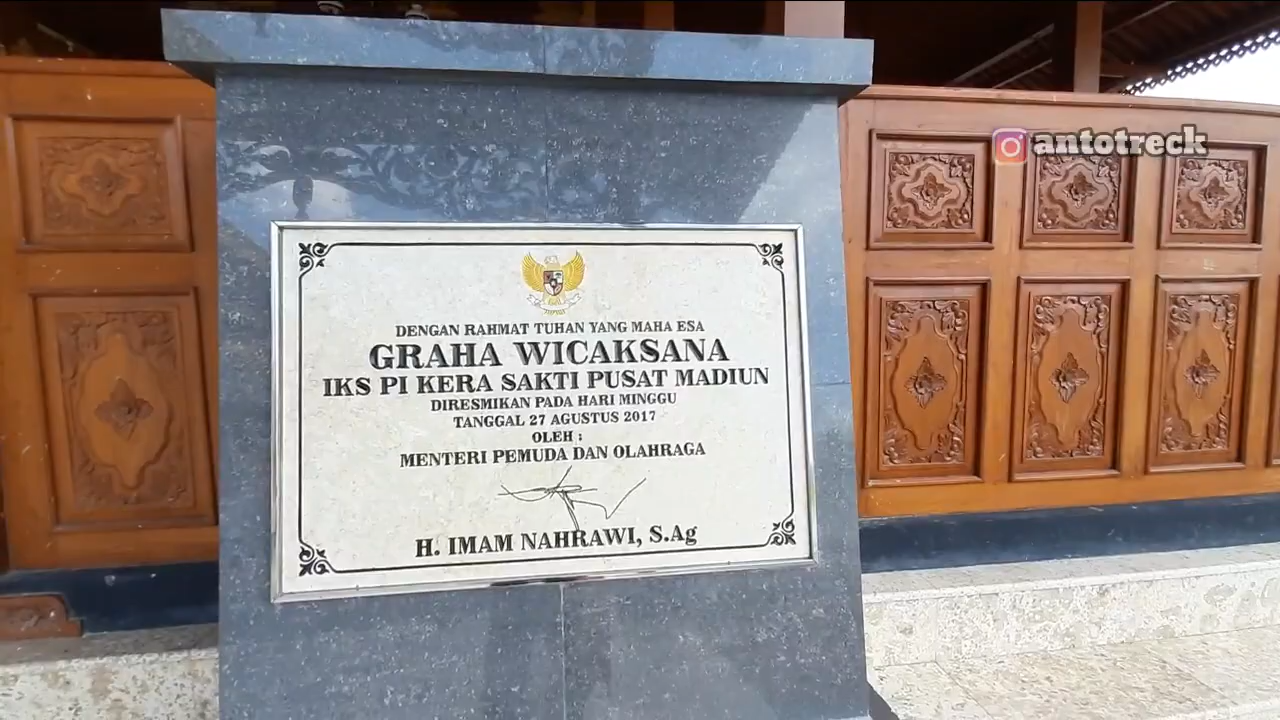 antotreck
DENGAN RAHMAT TUHAN YANG MAHA ESA
GRAHA WICAKSANA
IKS PI KERA SAKTI PUSAT MADIUN
DIRESMIKAN PADA HARI MINGGU
TANGGAL 27 AGUSTUS 2017
OLEH :
MENTERI PEMUDA DAN OLAHRAGA
H. IMAM NAHRAWI, S.Ag